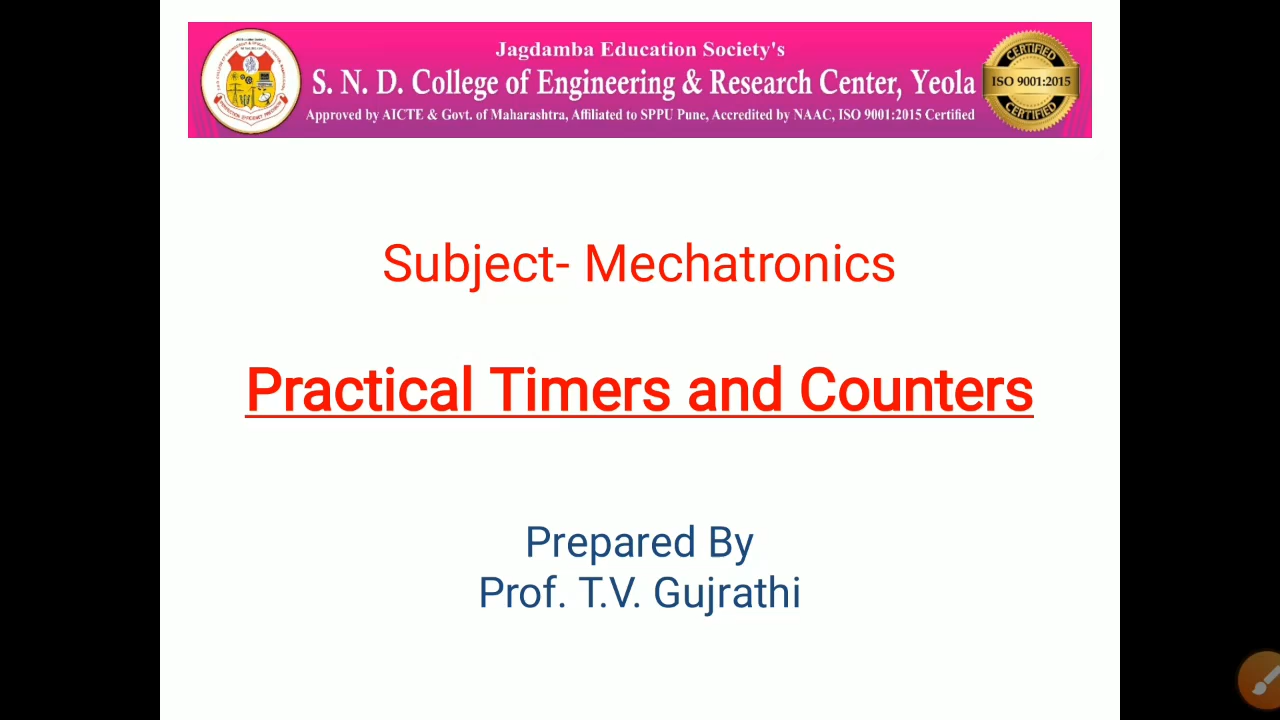 Jagdamba Education Society's
S. N. D. College of Engineering & Research Center, Yeola
Approved by AICTE & Govt. of Maharashtra, Affiliated to SPPU Pune, Accredited by NAAC, ISO 9001:2015 Certified
CERTIFIED
ISO 9001:2015
CERTIFIED
Subject- Mechatronics
Practical Timers and Counters
Prepared By
Prof. T.V. Gujrathi